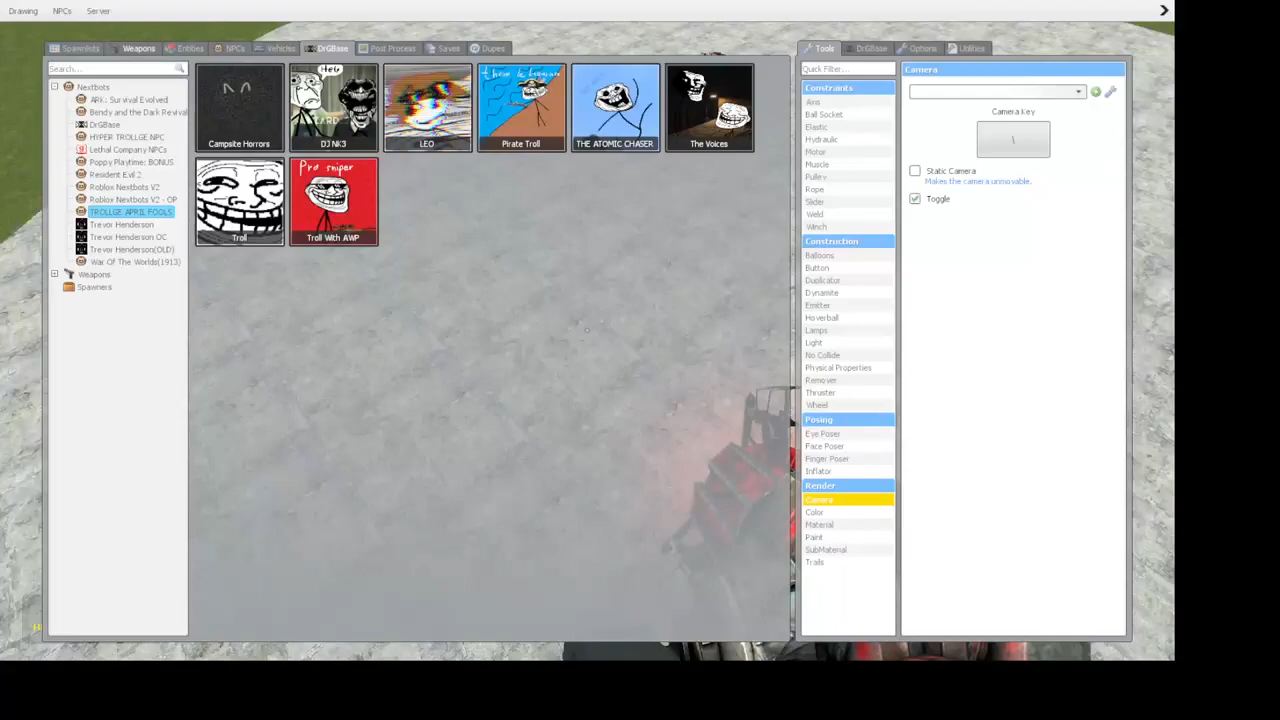 Drawing NPCs Server
Spawnlists Weapons Entities NPCs Vehicles DrGBase Post Process Saves Dupes
Search...
Nextbots
ARK: Survival Evolved
Bendy and the Dark Revival
DrGBase
HYPER TROLLGE NPC
Lethal Company NPCs
Poppy Playtime: BONUS
Resident Evil 2
Roblox Nextbots V2
Roblox Nextbots V2 - OP
TROLLGE APRIL FOOLS
Trevor Henderson
Trevor Henderson OC
Trevor Henderson(OLD)
War Of The Worlds(1913)
Weapons
Spawners
Campsite Horrors
Help
DJ NK3
LEO
Pirate Troll
THE ATOMIC CHASER
The Voices
Troll
Pro sniper
Troll With AWP
Tools DrGBase Options Utilities
Quick Filter...
Constraints
Axis
Ball Socket
Elastic
Hydraulic
Motor
Muscle
Pulley
Rope
Slider
Weld
Winch
Construction
Balloons
Button
Duplicator
Dynamite
Emitter
Hoverball
Lamps
Light
No Collide
Physical Properties
Remover
Thruster
Wheel
Posing
Eye Poser
Face Poser
Finger Poser
Inflator
Render
Camera
Color
Material
Paint
SubMaterial
Trails
Camera
Camera Key
\
Static Camera
Makes the camera unmovable.
Toggle